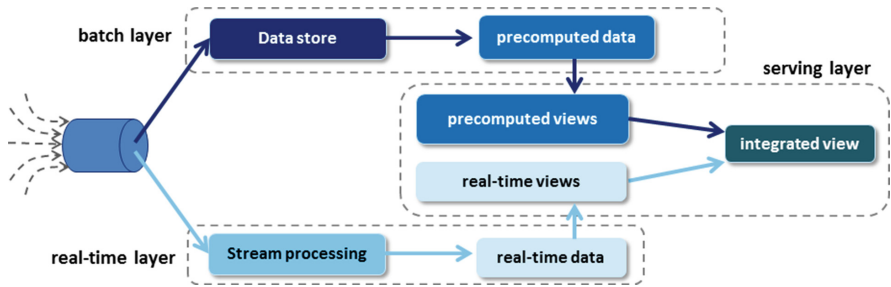 batch layer
Data store
precomputed data
serving layer
precomputed views
integrated view
real-time views
real-time layer
Stream processing
real-time data